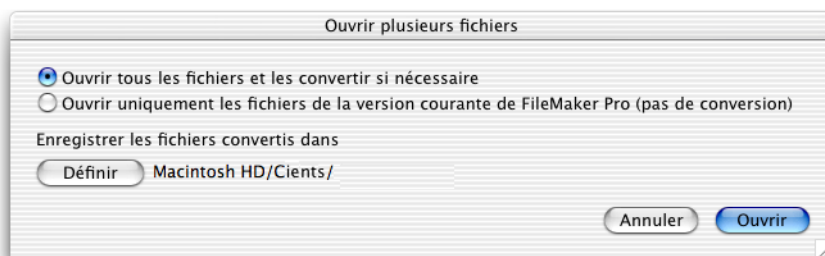 Ouvrir plusieurs fichiers
Ouvrir tous les fichiers et les convertir si nécessaire
Ouvrir uniquement les fichiers de la version courante de FileMaker Pro (pas de conversion)
Enregistrer les fichiers convertis dans
Définir Macintosh HD/Cients/
Annuler Ouvrir